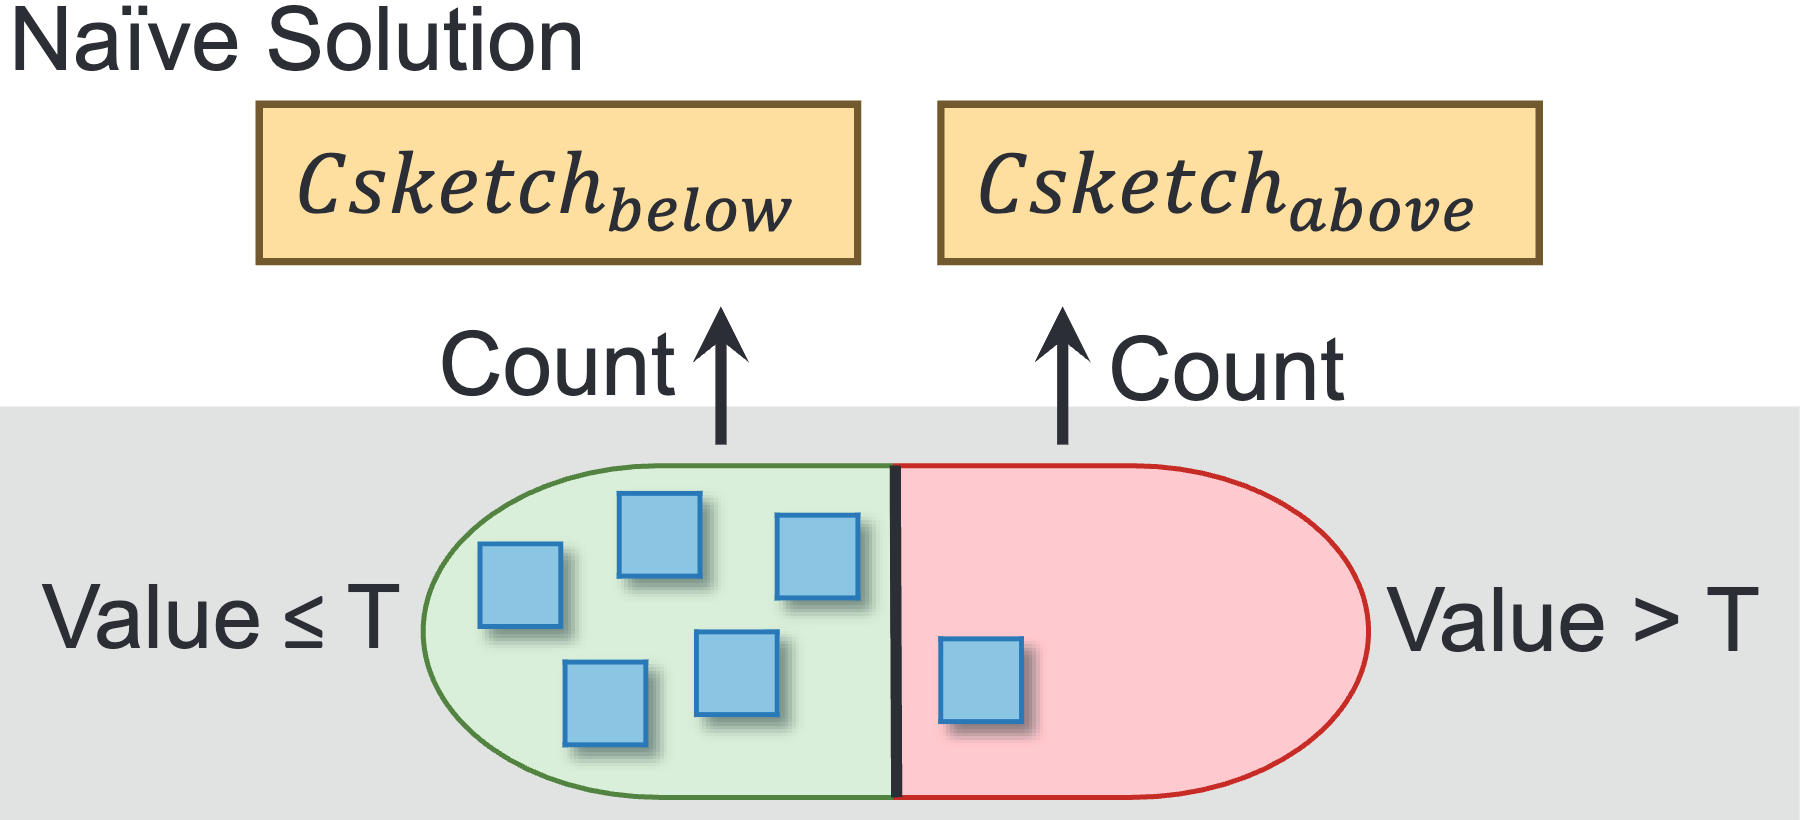 Naïve Solution
Csketch_below Csketch_above
Count Count
Value ≤ T Value > T